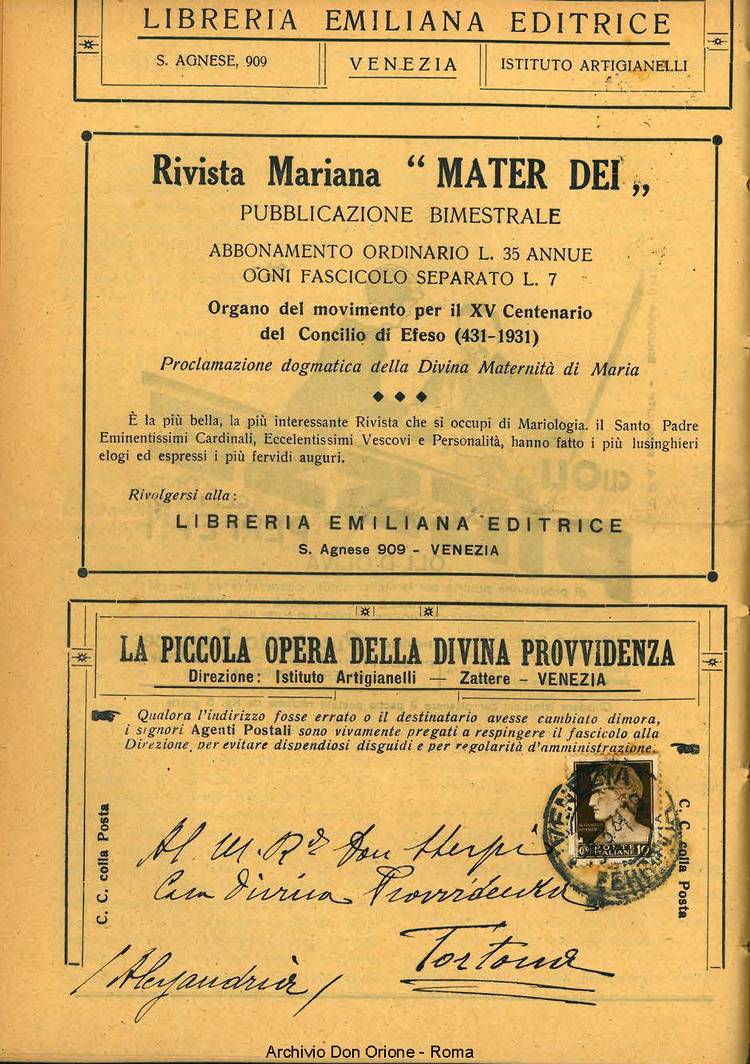 LIBRERIA EMILIANA EDITRICE
S. AGNESE, 909 VENEZIA ISTITUTO ARTIGIANELLI
Rivista Mariana “ MATER DEI „
PUBBLICAZIONE BIMESTRALE
ABBONAMENTO ORDINARIO L. 35 ANNUE
OGNI FASCICOLO SEPARATO L. 7
Organo del movimento per il XV Centenario
del Concilio di Efeso (431-1931)
Proclamazione dogmatica della Divina Maternità di Maria
È la più bella, la più interessante Rivista che si occupi di Mariologia. il Santo Padre
Eminentissimi Cardinali, Eccelentissimi Vescovi e Personalità, hanno fatto i più lusinghieri
elogi ed espressi i più fervidi auguri.
Rivolgersi alla :
LIBRERIA EMILIANA EDITRICE
S. Agnese 909 - VENEZIA
LA PICCOLA OPERA DELLA DIVINA PROVVIDENZA
Direzione: Istituto Artigianelli — Zattere - VENEZIA
Qualora l'indirizzo fosse errato o il destinatario avesse cambiato dimora,
i signori Agenti Postali sono vivamente pregati a respingere il fascicolo alla
Direzione, per evitare dispendiosi disguidi e per regolarità d'amministrazione.
C. C. colla Posta
VENEZIA
POSTE
ITALIANE 10
C. C. colla Posta
Al M. Rd Don Sterpi
Casa Divina Provvidenza
Tortona
(Alessandria)
Archivio Don Orione - Roma